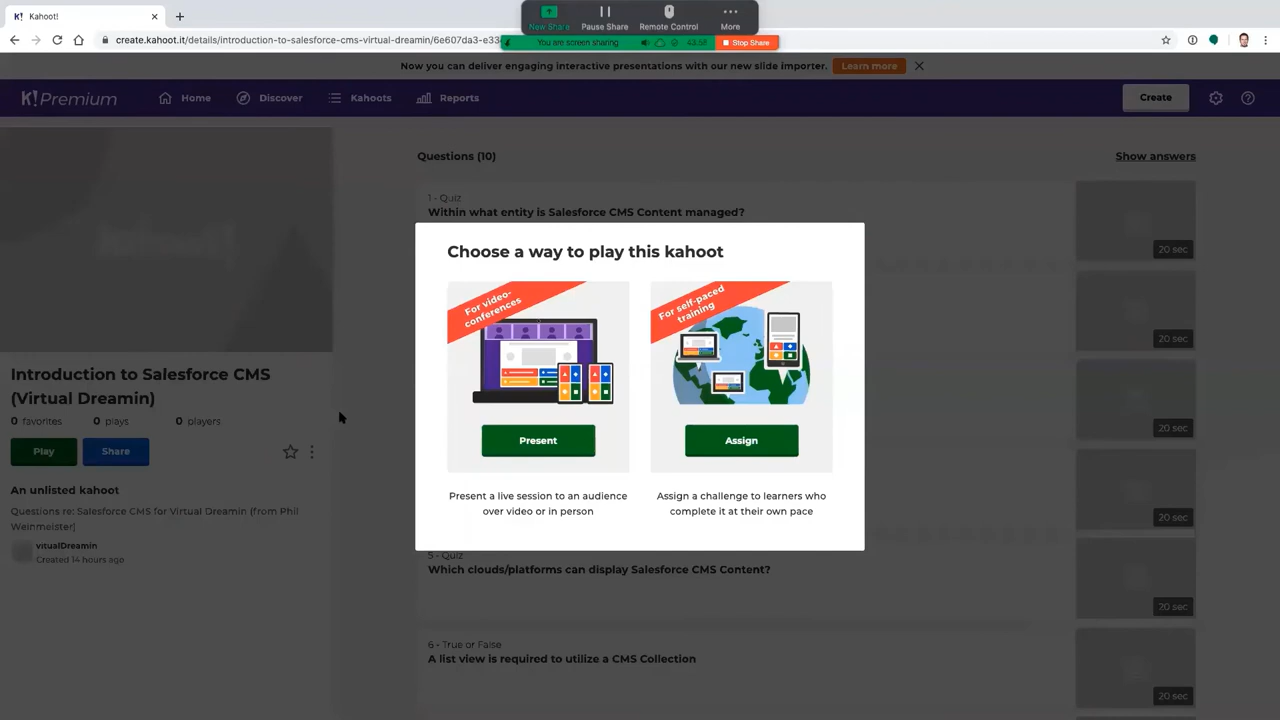 Kahoot!
New Share
Pause Share
Remote Control
More
create.kahoot.it/details/introduction-to-salesforce-cms-virtual-dreamin/6e607da3-e33
You are screen sharing
43:58
Stop Share
Now you can deliver engaging interactive presentations with our new slide importer.
Learn more
K!Premium
Home
Discover
Kahoots
Reports
Create
Questions (10)
Show answers
1 - Quiz
Within what entity is Salesforce CMS Content managed?
20 sec
Choose a way to play this kahoot
For video-
conferences
For self-paced
training
20 sec
Introduction to Salesforce CMS
(Virtual Dreamin)
0 favorites
0 plays
0 players
20 sec
Play
Share
Present
Assign
An unlisted kahoot
Present a live session to an audience
over video or in person
Assign a challenge to learners who
complete it at their own pace
20 sec
Questions re: Salesforce CMS for Virtual Dreamin (from Phil
Weinmeister)
vitualDreamin
Created 14 hours ago
5 - Quiz
Which clouds/platforms can display Salesforce CMS Content?
20 sec
6 - True or False
A list view is required to utilize a CMS Collection
20 sec